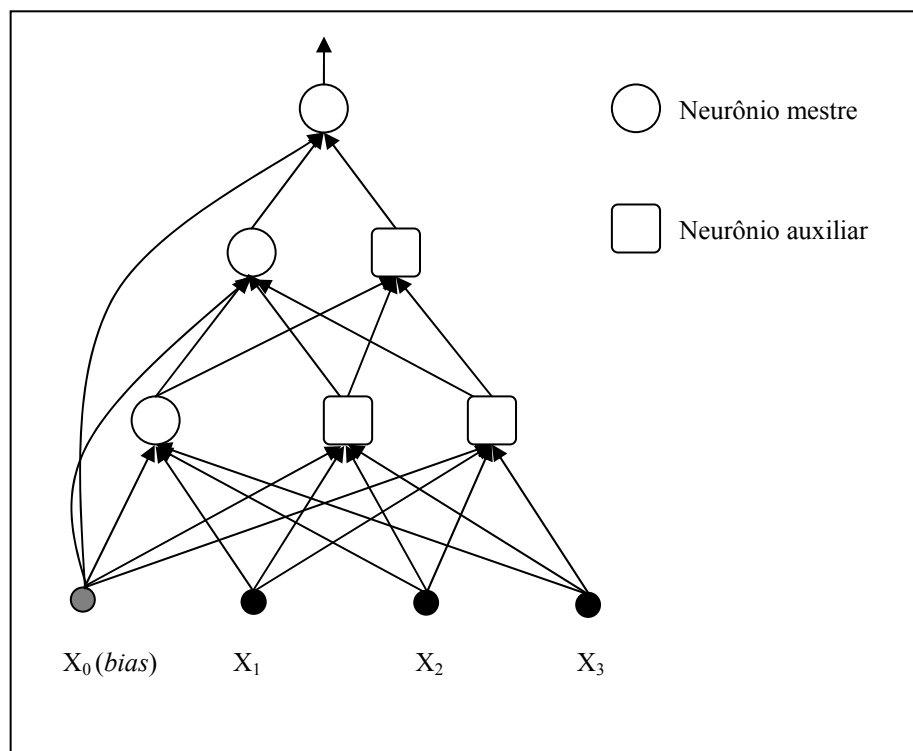 Neurônio mestre
Neurônio auxiliar
X₀ (bias) X₁ X₂ X₃